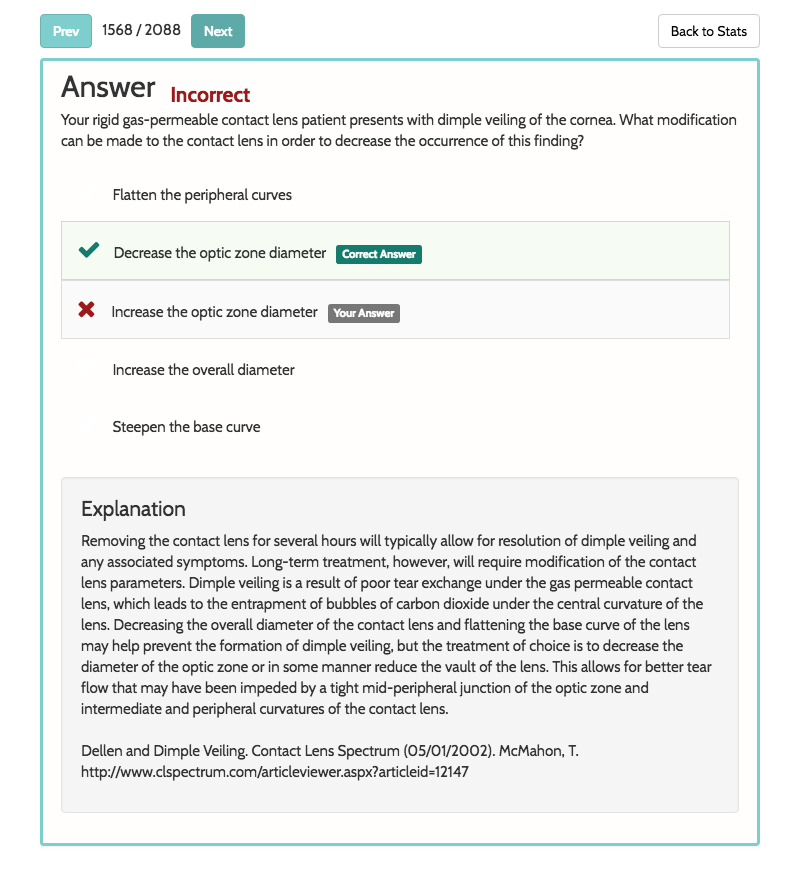 Prev 1568 / 2088 Next Back to Stats
Answer Incorrect
Your rigid gas-permeable contact lens patient presents with dimple veiling of the cornea. What modification
can be made to the contact lens in order to decrease the occurrence of this finding?
Flatten the peripheral curves
Decrease the optic zone diameter Correct Answer
Increase the optic zone diameter Your Answer
Increase the overall diameter
Steepen the base curve
Explanation
Removing the contact lens for several hours will typically allow for resolution of dimple veiling and
any associated symptoms. Long-term treatment, however, will require modification of the contact
lens parameters. Dimple veiling is a result of poor tear exchange under the gas permeable contact
lens, which leads to the entrapment of bubbles of carbon dioxide under the central curvature of the
lens. Decreasing the overall diameter of the contact lens and flattening the base curve of the lens
may help prevent the formation of dimple veiling, but the treatment of choice is to decrease the
diameter of the optic zone or in some manner reduce the vault of the lens. This allows for better tear
flow that may have been impeded by a tight mid-peripheral junction of the optic zone and
intermediate and peripheral curvatures of the contact lens.
Dellen and Dimple Veiling. Contact Lens Spectrum (05/01/2002). McMahon, T.
http://www.clspectrum.com/articleviewer.aspx?articleid=12147